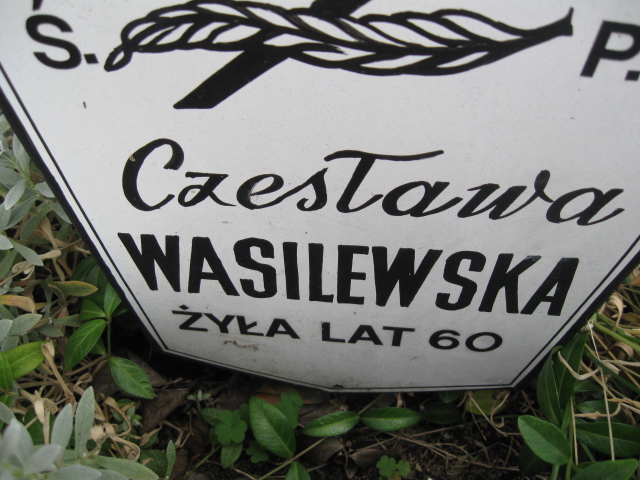 Ś. P.
Czesława
WASILEWSKA
ŻYŁA LAT 60